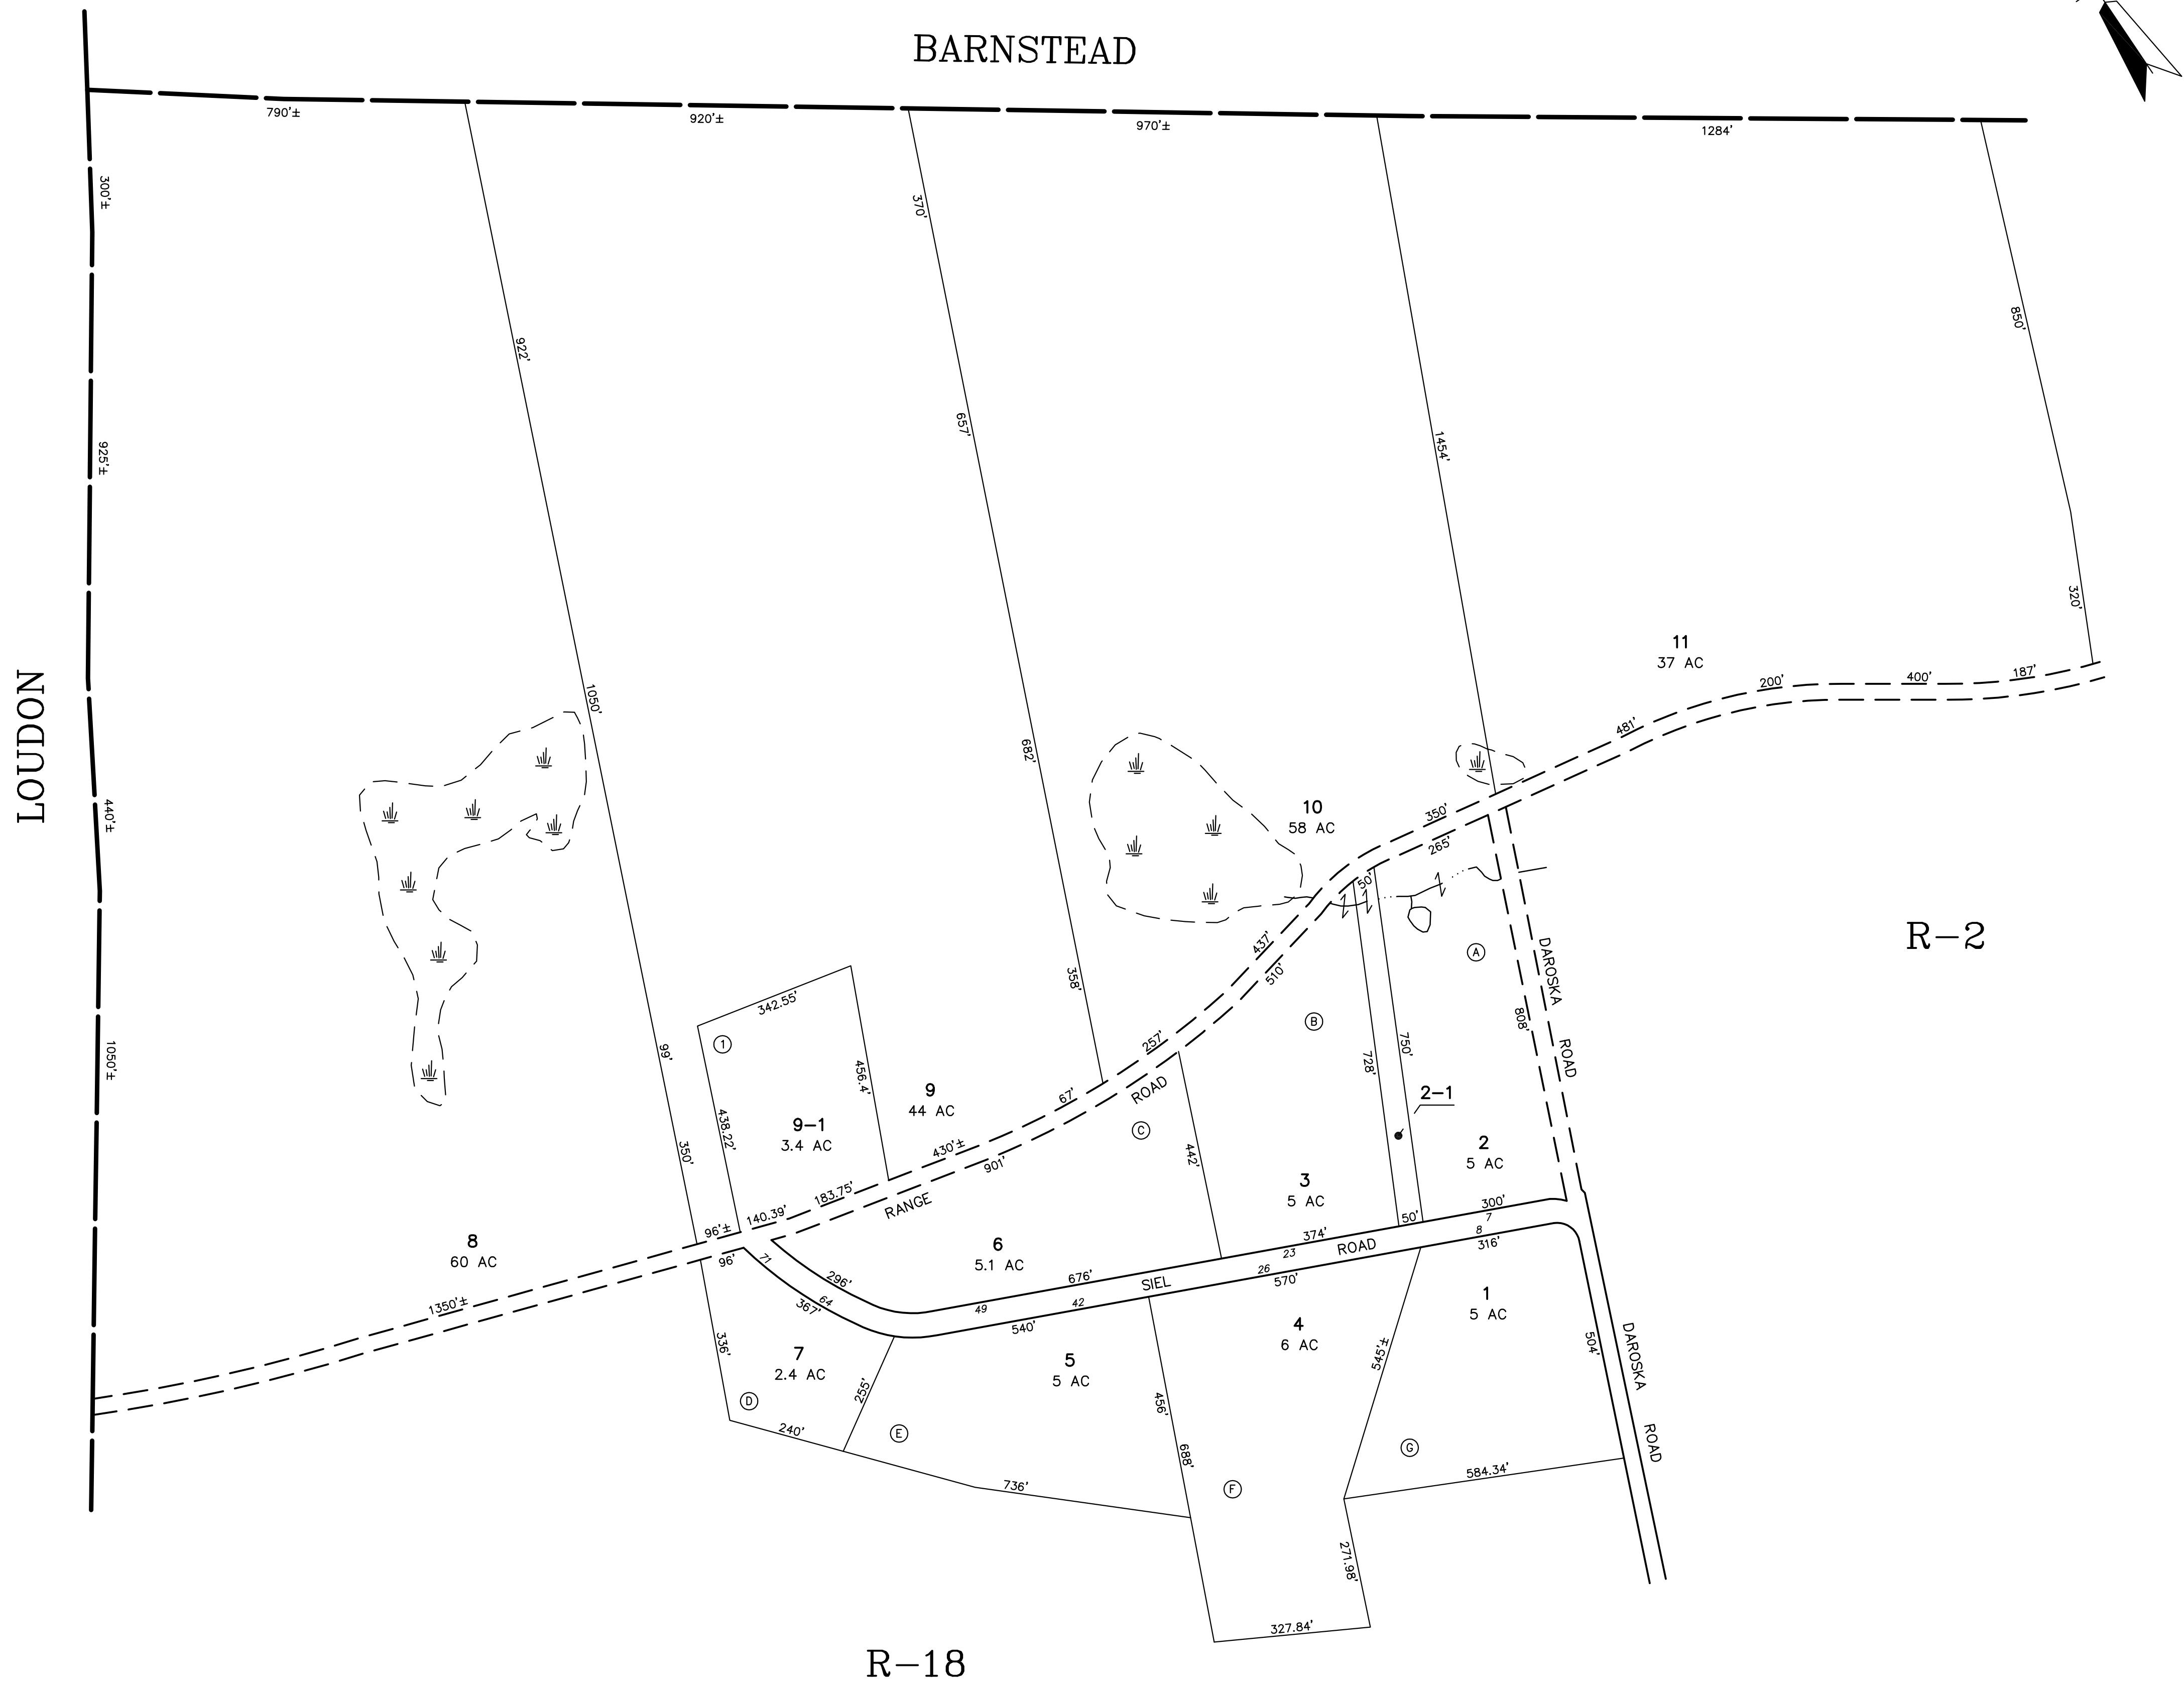 BARNSTEAD
790'±
920'±
970'±
1284'
300'±
370'
850'
922'
657'
1454'
925'±
320'
11
37 AC
187'
400'
200'
481'
LOUDON
1050'
682'
440'±
10
58 AC
350'
265'
50'
R-2
A
DAROSKA
ROAD
437'
510'
358'
B
808'
342.55'
1
99'
1050'±
257'
728'
750'
456.4'
9
44 AC
67'
ROAD
2-1
438.22'
9-1
3.4 AC
C
350'
430'±
901'
442'
2
5 AC
183.75'
RANGE
3
5 AC
140.39'
96'±
96'
8
60 AC
6
5.1 AC
374'
50'
300'
7
8
316'
71
296'
64
367'
676'
49
42
540'
SIEL
23
ROAD
26
570'
1350'±
1
5 AC
4
6 AC
336'
7
2.4 AC
5
5 AC
545'±
504'
DAROSKA
ROAD
D
255'
456'
240'
E
688'
G
584.34'
736'
F
271.98'
327.84'
R-18